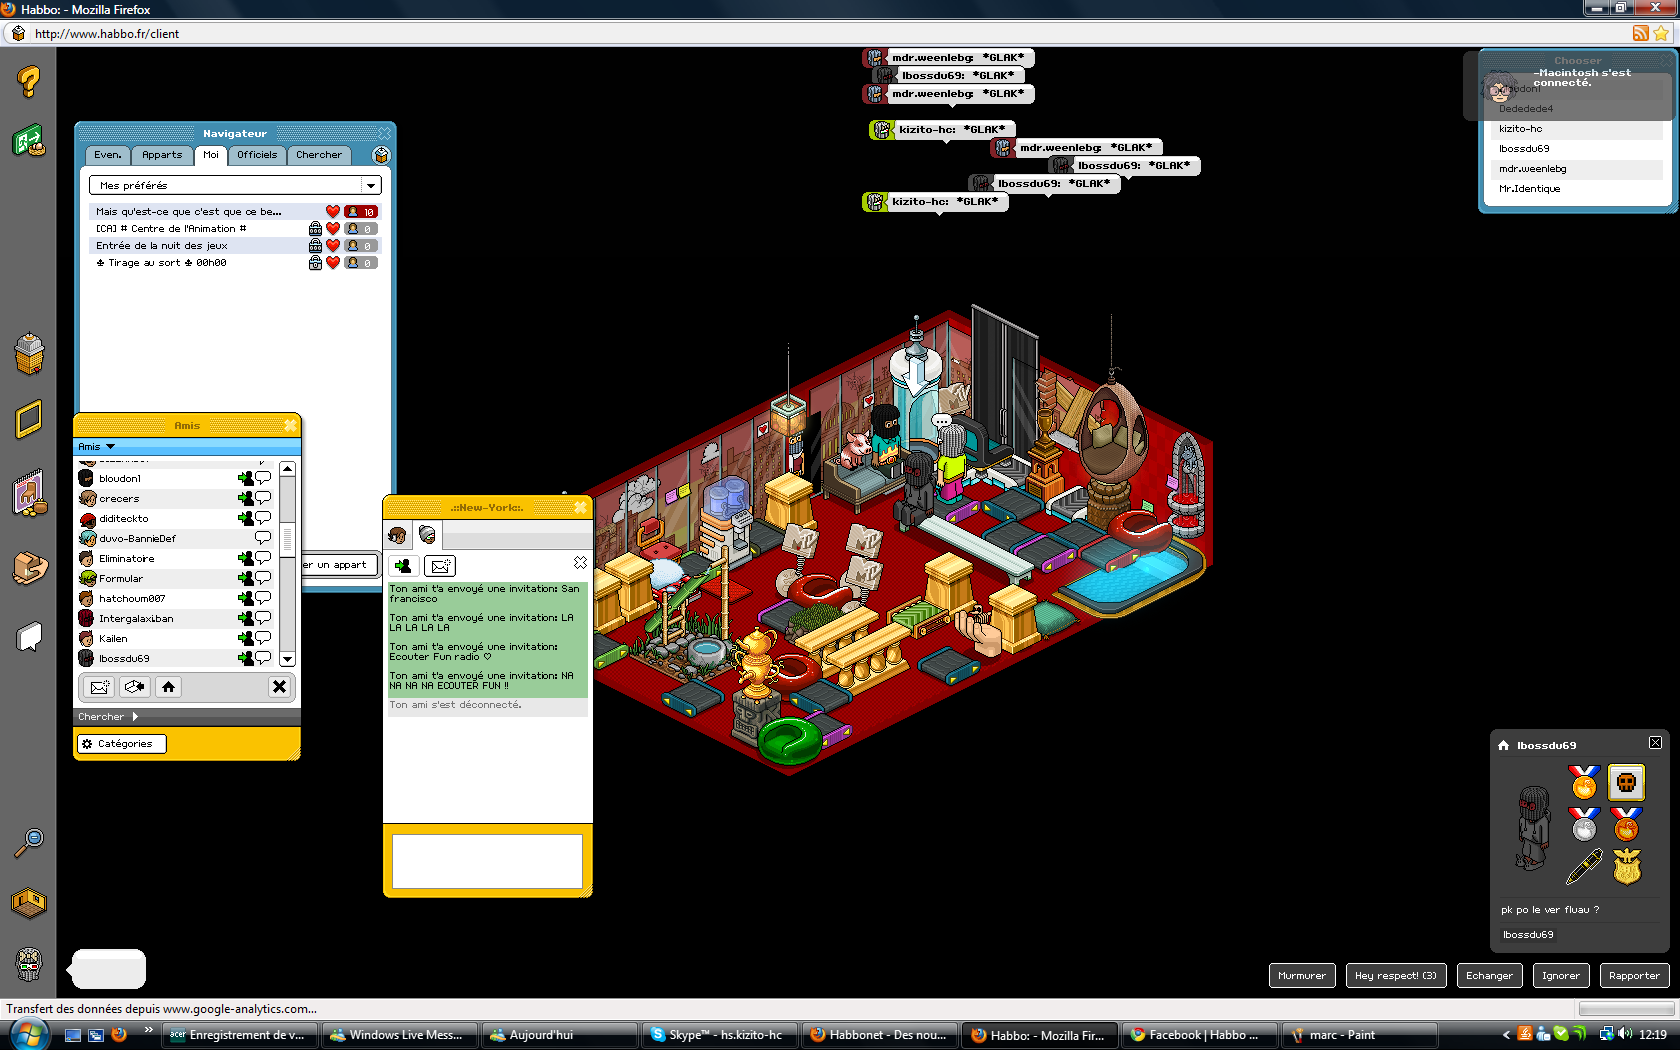 Habbo: - Mozilla Firefox
http://www.habbo.fr/client
mdr.weenlebg: *GLAK*
lbossdu69: *GLAK*
mdr.weenlebg: *GLAK*
kizito-hc: *GLAK*
mdr.weenlebg: *GLAK*
lbossdu69: *GLAK*
lbossdu69: *GLAK*
kizito-hc: *GLAK*
Chooser
-Macintosh s'est
connecté.
bloudon1
Dededede4
kizito-hc
lbossdu69
mdr.weenlebg
Mr.Identique
Navigateur
Even.
Apparts
Moi
Officiels
Chercher
Mes préférés
Mais qu'est-ce que c'est que ce be... 10
[CA] # Centre de l'Animation # 0
Entrée de la nuit des jeux 0
♣ Tirage au sort ♣ 00h00 0
er un appart
Amis
Amis
bloudon1
crecers
diditeckto
duvo-BannieDef
Eliminatoire
Formular
hatchoum007
Intergalaxiban
Kailen
lbossdu69
Chercher
Catégories
.::New-York::.
Ton ami t'a envoyé une invitation: San
francisco
Ton ami t'a envoyé une invitation: LA
LA LA LA LA
Ton ami t'a envoyé une invitation:
Ecouter Fun radio ♡
Ton ami t'a envoyé une invitation: NA
NA NA NA ECOUTER FUN !!
Ton ami s'est déconnecté.
MTV
MTV
MTV
MTV
lbossdu69
pk po le ver fluau ?
lbossdu69
Murmurer
Hey respect! (3)
Echanger
Ignorer
Rapporter
Transfert des données depuis www.google-analytics.com...
acer
Enregistrement de v...
Windows Live Mess...
Aujourd'hui
Skype™ - hs.kizito-hc
Habbonet - Des nou...
Habbo: - Mozilla Fir...
Facebook | Habbo ...
marc - Paint
12:19